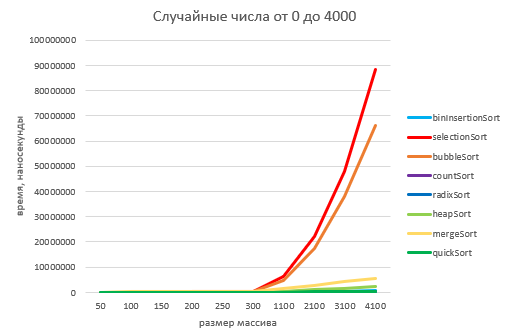 Случайные числа от 0 до 4000
100000000
90000000
80000000
70000000
60000000
50000000
40000000
30000000
20000000
10000000
0
время, наносекунды
50 100 150 200 250 300 1100 2100 3100 4100
размер массива
binInsertionSort
selectionSort
bubbleSort
countSort
radixSort
heapSort
mergeSort
quickSort